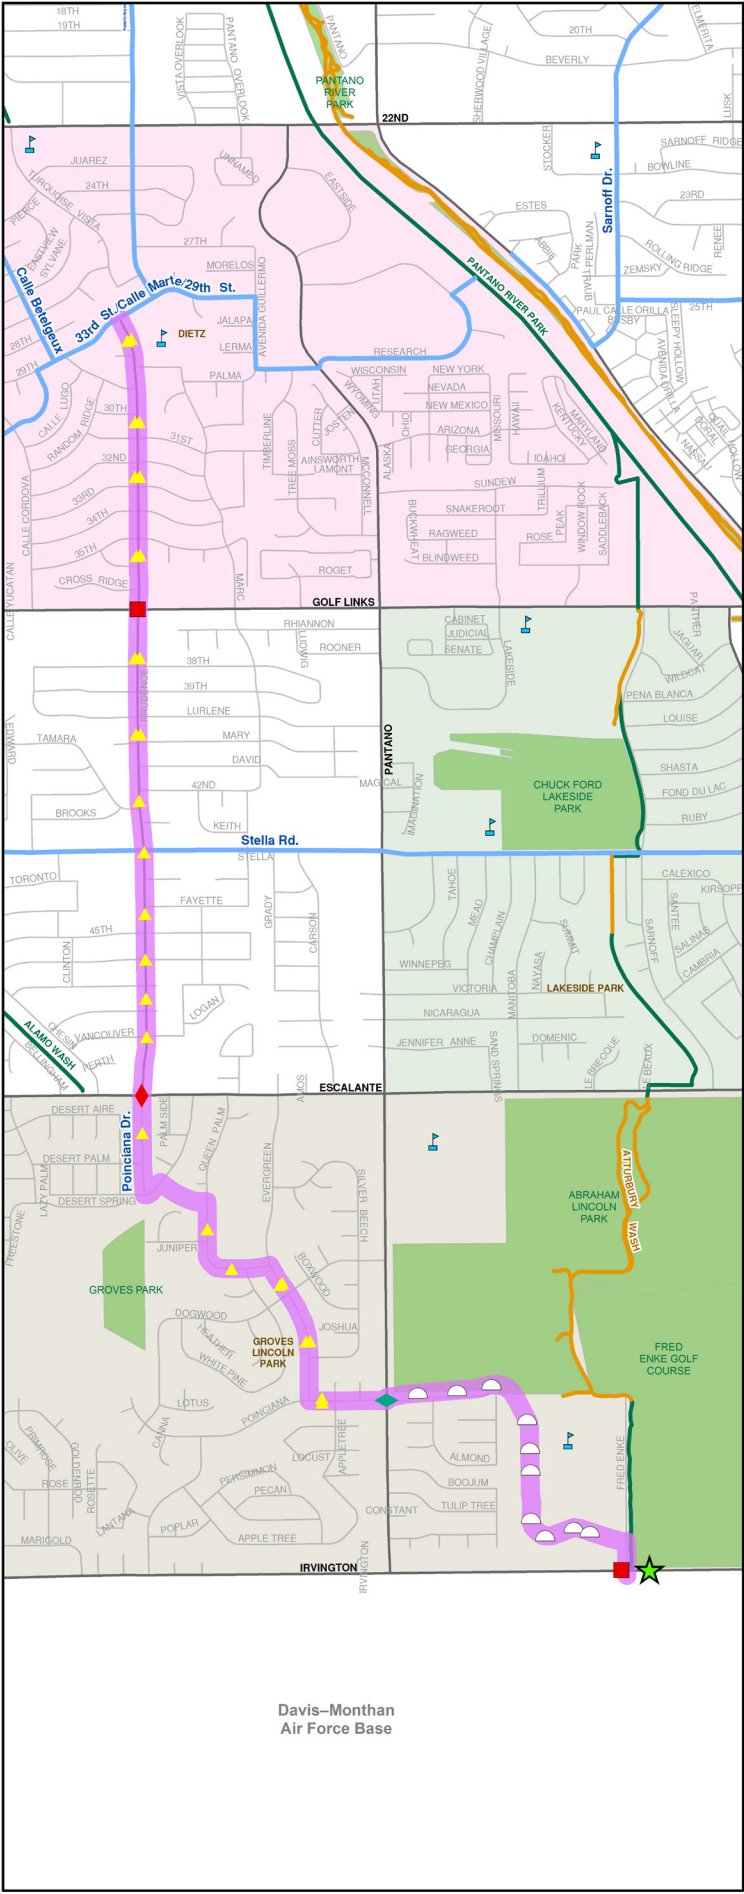 18TH
19TH
VISTA OVERLOOK
PANTANO OVERLOOK
PANTANO
PANTANO
RIVER
PARK
SHERWOOD VILLAGE
20TH
BEVERLY
ELMERITA
LUSK
22ND
JUAREZ
24TH
TURQUOISE VISTA
PIERCE
EASTVIEW
SYLVANE
UNNAMED
EASTSIDE
27TH
MORELOS
STOCKER
Sarnoff Dr.
SARNOFF RIDGE
BOWLINE
23RD
ESTES
ABBIE
PARK
PERLMAN
TRAUB
RENEE
ROLLING RIDGE
ZEMSKY
25TH
PAUL CALLE ORILLA
BUSBY
SLEEPY HOLLOW
AVENIDA ORILLA
QUAIL HOLLOW
BORAL
NASSAU
PANTANO RIVER PARK
Calle Betelgeux
33rd St./Calle Marte/29th St.
28TH
29TH
DIETZ
JALAPA
LERMA
AVENIDA GUILLERMO
PALMA
RESEARCH
WISCONSIN
NEW YORK
NEVADA
NEW MEXICO
ARIZONA
GEORGIA
WYOMING
UTAH
OHIO
MISSOURI
HAWAII
MARYLAND
KENTUCKY
IDAHO
CALLE LUGO
RANDOM RIDGE
30TH
31ST
32ND
33RD
34TH
35TH
CROSS RIDGE
CALLE CORDOVA
CALLE YUCATAN
TIMBERLINE
TREE MOSS
CUTTER
JOSTEN
AINSWORTH
LAMONT
MCCONNELL
ALASKA
SUNDEW
SNAKEROOT
RAGWEED
BLINDWEED
BUCKWHEAT
TRILLIUM
ROSE
PEAK
WINDOW ROCK
SADDLEBACK
ROGET
MARC
GOLF LINKS
RHIANNON
LUDWIG
ROONER
38TH
39TH
PRUDENCE
LURLENE
MARY
DAVID
42ND
KEITH
EDWARD
TAMARA
BROOKS
PANTANO
MAGICAL
IMAGINATION
CABINET
JUDICIAL
SENATE
LAKESIDE
CHUCK FORD
LAKESIDE
PARK
PANTHER
JAGUAR
WILDCAT
PENA BLANCA
LOUISE
SHASTA
FOND DU LAC
RUBY
Stella Rd.
STELLA
TORONTO
FAYETTE
45TH
CLINTON
GRADY
CARSON
LOGAN
CHESIN
VANCOUVER
PERTH
BELLINGHAM
ALAMO WASH
AMOS
TAHOE
MEAD
CHAMPLAIN
SUMMIT
WINNEPEG
VICTORIA
NICARAGUA
MANITOBA
NAYASA
LAKESIDE PARK
JENNIFER ANNE
SAND SPRINGS
DOMENIC
LE BRECQUE
LE BEAUX
CALEXICO
KIRSOPP
SANTEE
SARNOFF
SALINAS
CAMBRIA
ESCALANTE
DESERT AIRE
DESERT PALM
DESERT SPRING
LAZY PALM
FREESTONE
Poinciana Dr.
PALM SIDE
QUEEN PALM
EVERGREEN
SILVER BEECH
JUNIPER
BOXWOOD
GROVES PARK
DOGWOOD
HEATHER
WHITE PINE
JOSHUA
GROVES
LINCOLN
PARK
ABRAHAM
LINCOLN
PARK
ATTURBURY WASH
FRED
ENKE GOLF
COURSE
LOTUS
POINCIANA
CANNA
PRIMROSE
OLIVE
ROSE
GOLDENROD
ROSETTE
LANTANA
POPLAR
PERSIMMON
PECAN
APPLE TREE
LOCUST
APPLETREE
MARIGOLD
CONSTANT
ALMOND
BOOJUM
TULIP TREE
FRED ENKE
IRVINGTON
IRVINGTON
Davis–Monthan
Air Force Base